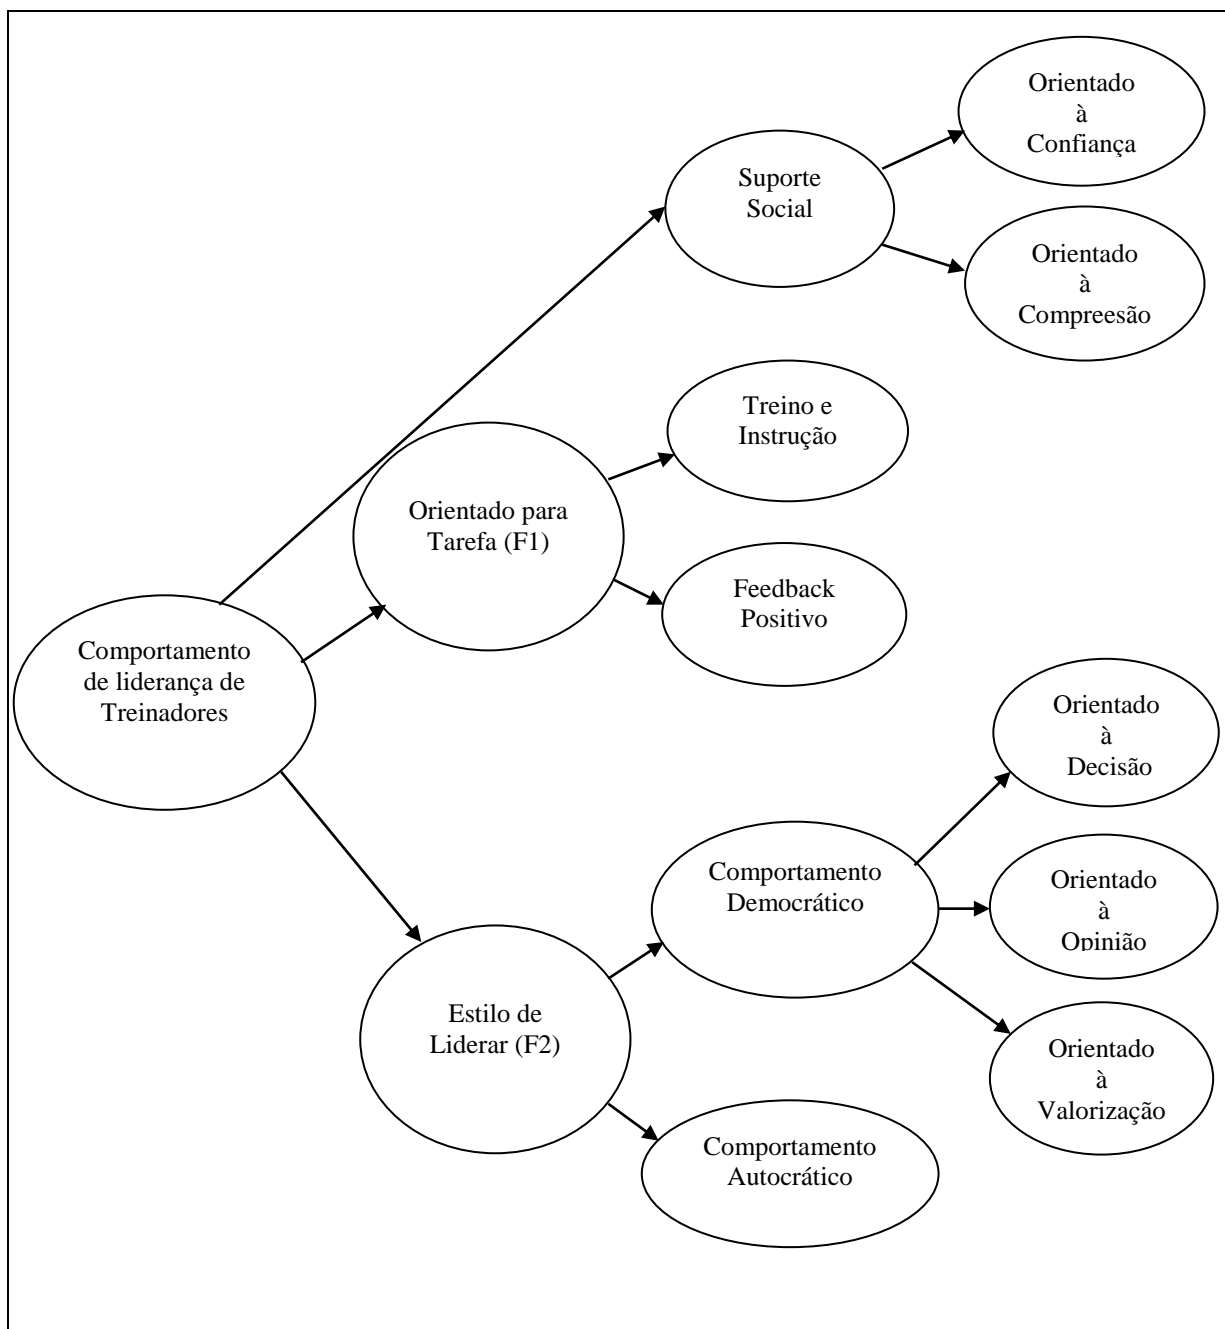 Orientado
à
Confiança
Suporte
Social
Orientado
à
Compreesão
Treino e
Instrução
Orientado para
Tarefa (F1)
Feedback
Positivo
Comportamento
de liderança de
Treinadores
Orientado
à
Decisão
Comportamento
Democrático
Orientado
à
Opinião
Estilo de
Liderar (F2)
Orientado
à
Valorização
Comportamento
Autocrático